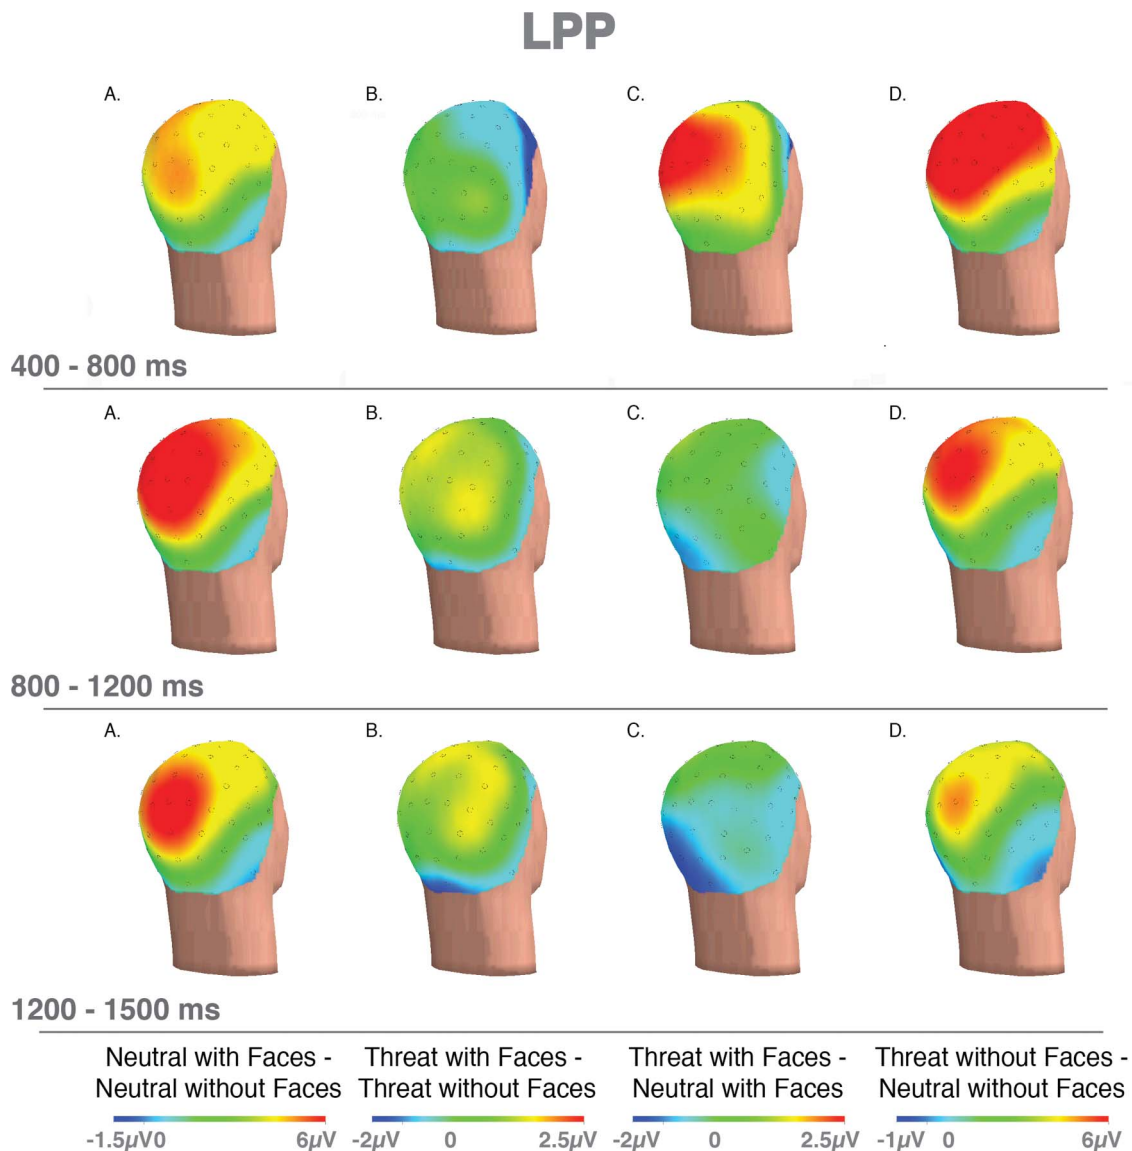 LPP
A. B. C. D.
400 - 800 ms
A. B. C. D.
800 - 1200 ms
A. B. C. D.
1200 - 1500 ms
Neutral with Faces - Threat with Faces - Threat with Faces - Threat without Faces -
Neutral without Faces Threat without Faces Neutral with Faces Neutral without Faces
-1.5µV0 6µV -2µV 0 2.5µV -2µV 0 2.5µV -1µV 0 6µV